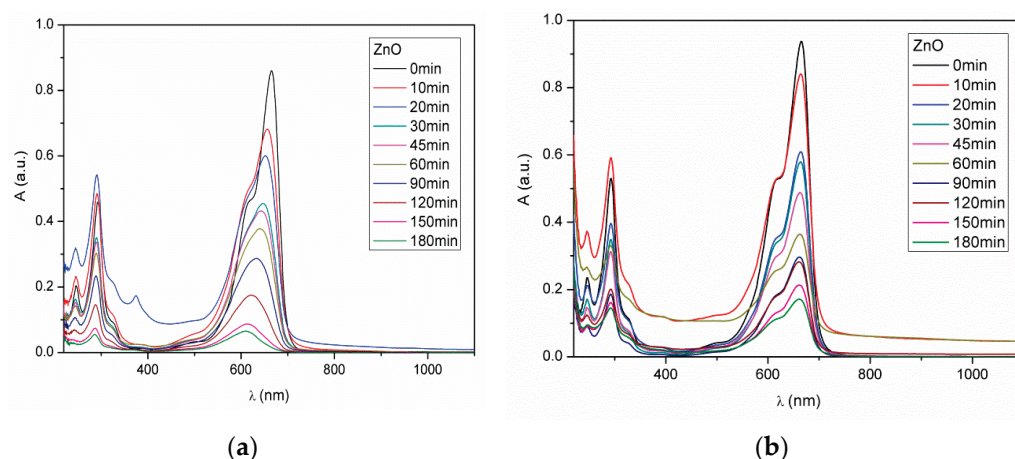 1.0
0.8
0.6
0.4
0.2
0.0
A (a.u.)
400
600
800
1000
λ (nm)
ZnO
0min
10min
20min
30min
45min
60min
90min
120min
150min
180min
(a)
1.0
0.8
0.6
0.4
0.2
0.0
A (a.u.)
400
600
800
1000
λ (nm)
ZnO
0min
10min
20min
30min
45min
60min
90min
120min
150min
180min
(b)